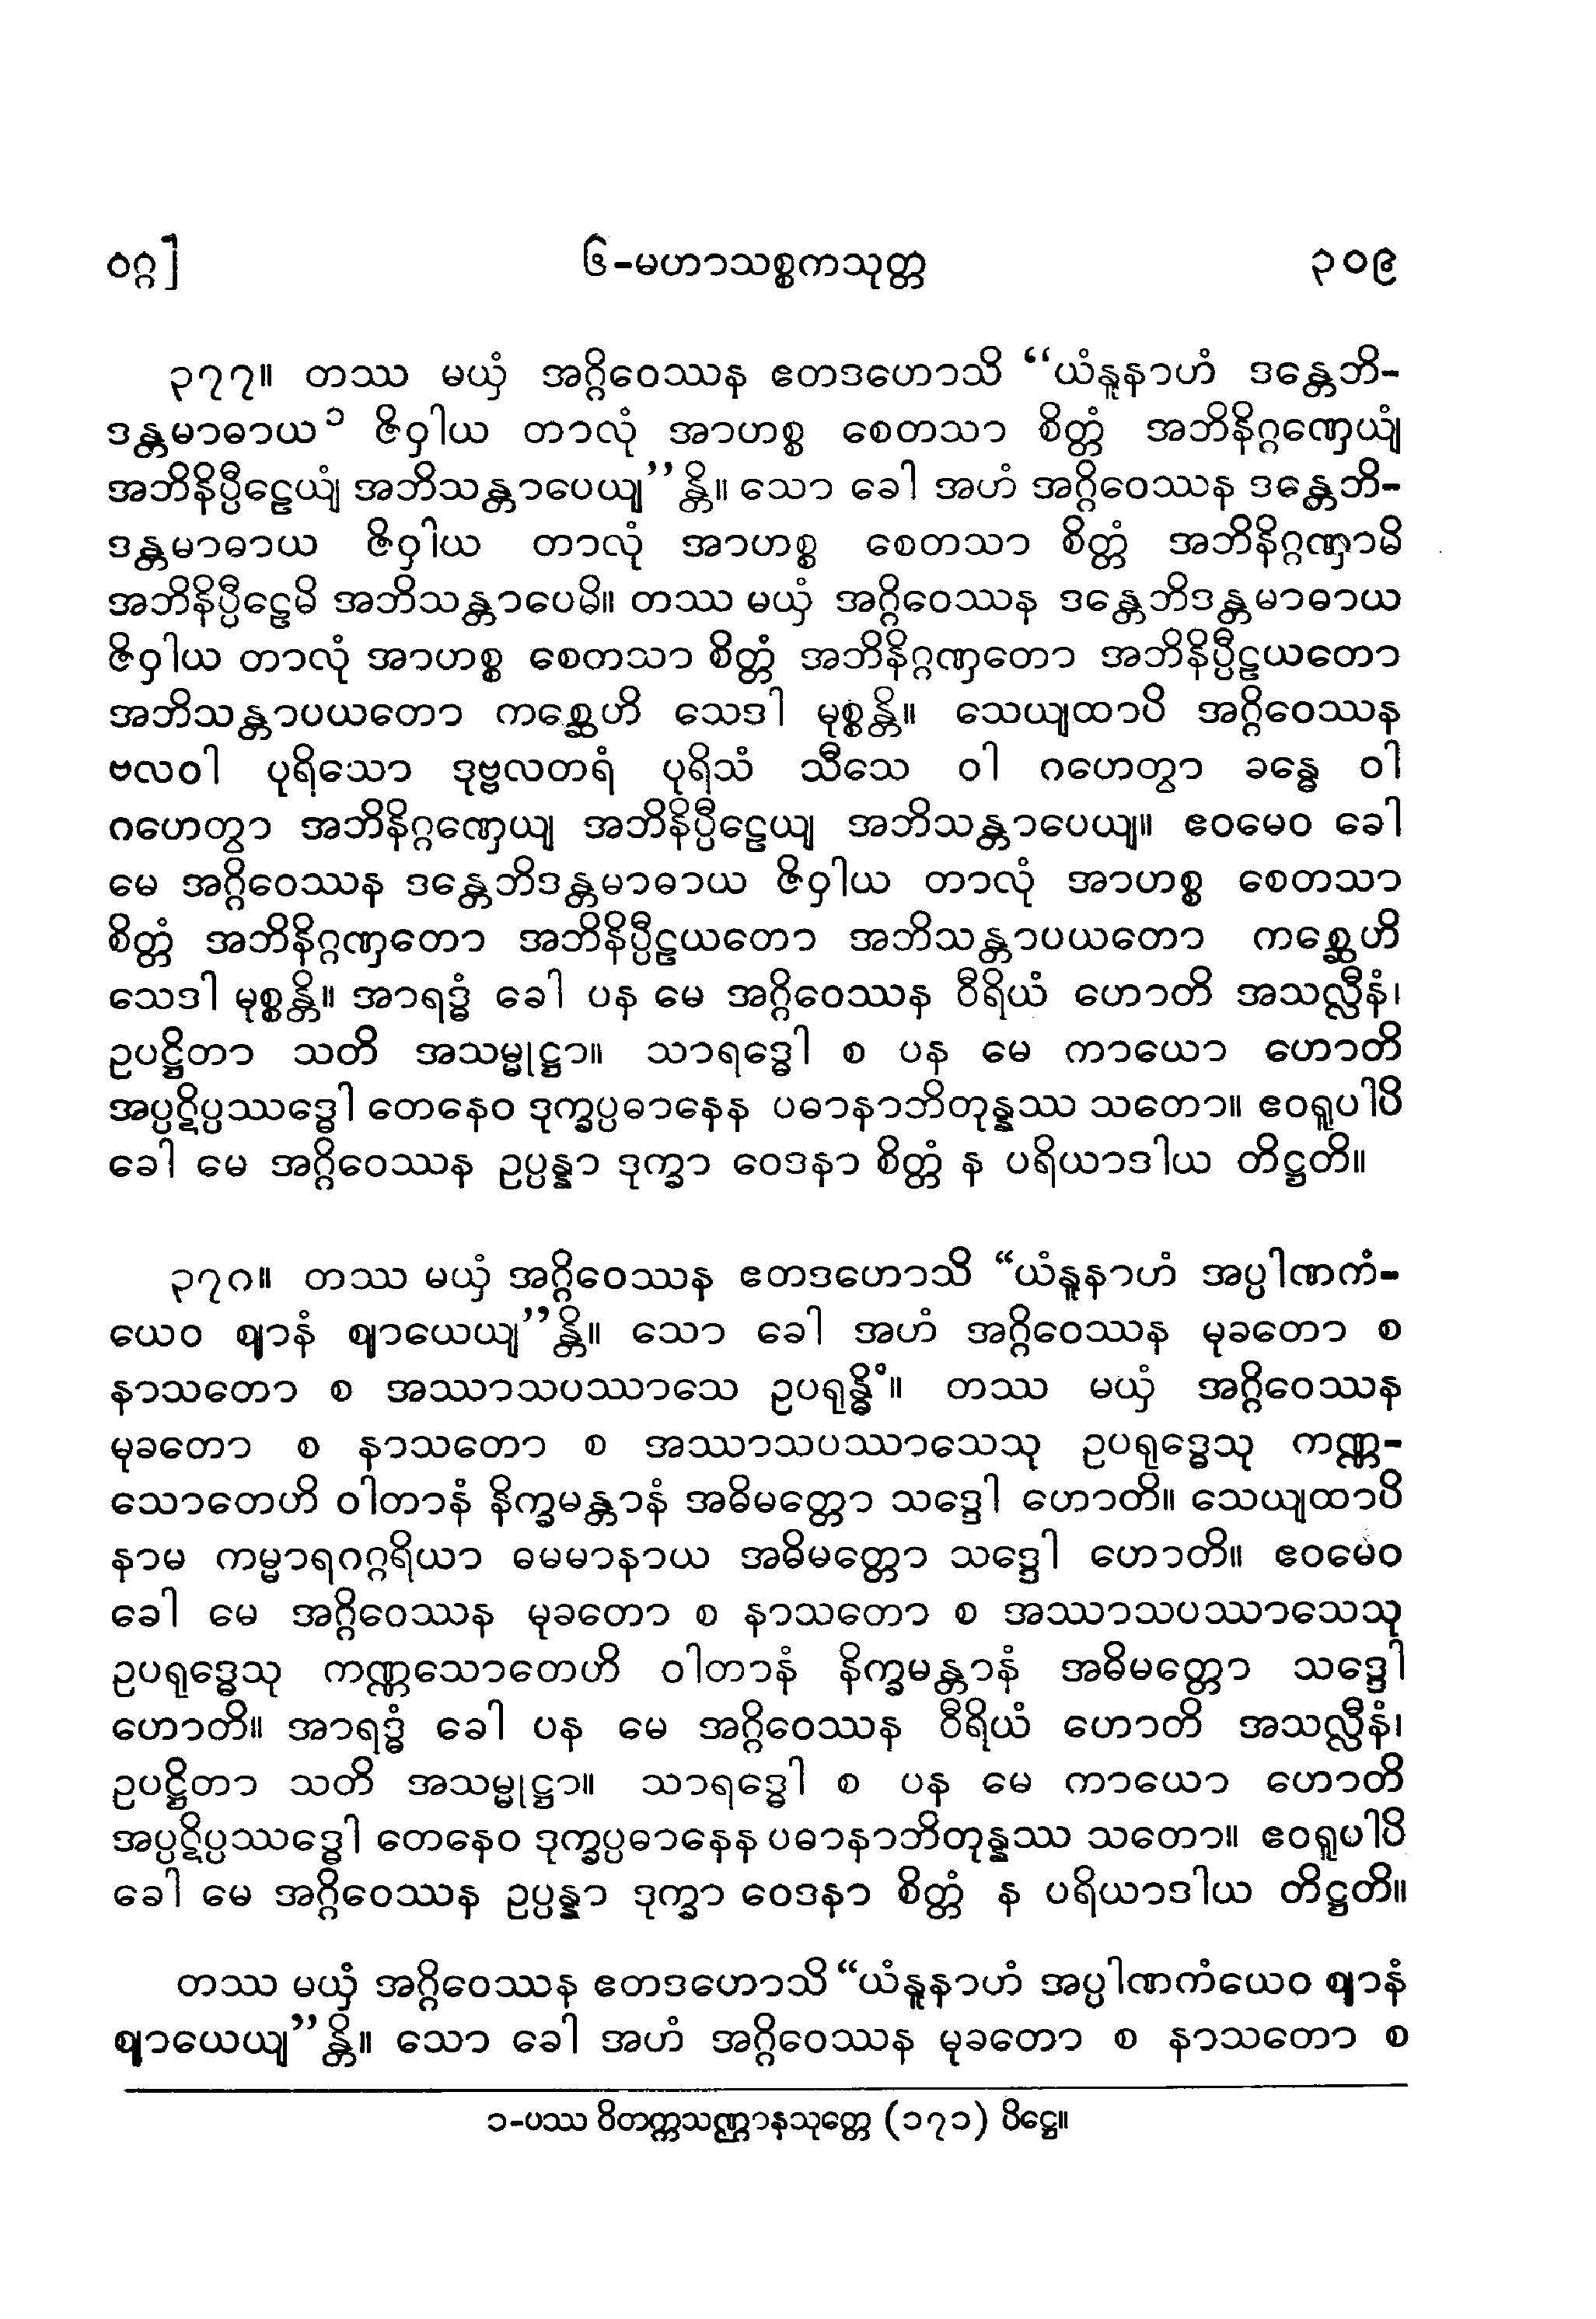 ဝဂ္ဂ] ၆-မဟာသစ္စကသုတ္တ ၃၀၉
၃၇၇။ တဿ မယှံ အဂ္ဂိဝေဿန ဧတဒဟောသိ “ယံနူနာဟံ ဒန္တေဘိ-
ဒန္တမာဓာယ၁ ဇိဝှါယ တာလုံ အာဟစ္စ စေတသာ စိတ္တံ အဘိနိဂ္ဂဏှေယျံ
အဘိနိပ္ပီဠေယျံ အဘိသန္တာပေယျ”န္တိ။ သော ခေါ အဟံ အဂ္ဂိဝေဿန ဒန္တေဘိ-
ဒန္တမာဓာယ ဇိဝှါယ တာလုံ အာဟစ္စ စေတသာ စိတ္တံ အဘိနိဂ္ဂဏှာမိ
အဘိနိပ္ပီဠေမိ အဘိသန္တာပေမိ။ တဿ မယှံ အဂ္ဂိဝေဿန ဒန္တေဘိဒန္တမာဓာယ
ဇိဝှါယ တာလုံ အာဟစ္စ စေတသာ စိတ္တံ အဘိနိဂ္ဂဏှတော အဘိနိပ္ပီဠယတော
အဘိသန္တာပယတော ကစ္ဆေဟိ သေဒါ မုစ္စန္တိ။ သေယျထာပိ အဂ္ဂိဝေဿန
ဗလဝါ ပုရိသော ဒုဗ္ဗလတရံ ပုရိသံ သီသေ ဝါ ဂဟေတွာ ခန္ဓေ ဝါ
ဂဟေတွာ အဘိနိဂ္ဂဏှေယျ အဘိနိပ္ပီဠေယျ အဘိသန္တာပေယျ။ ဧဝမေဝ ခေါ
မေ အဂ္ဂိဝေဿန ဒန္တေဘိဒန္တမာဓာယ ဇိဝှါယ တာလုံ အာဟစ္စ စေတသာ
စိတ္တံ အဘိနိဂ္ဂဏှတော အဘိနိပ္ပီဠယတော အဘိသန္တာပယတော ကစ္ဆေဟိ
သေဒါ မုစ္စန္တိ။ အာရဒ္ဓံ ခေါ ပန မေ အဂ္ဂိဝေဿန ဝီရိယံ ဟောတိ အသလ္လီနံ၊
ဥပဋ္ဌိတာ သတိ အသမ္မုဋ္ဌာ။ သာရဒ္ဓေါ စ ပန မေ ကာယော ဟောတိ
အပ္ပဋိပ္ပဿဒ္ဓေါ တေနေဝ ဒုက္ခပ္ပဓာနေန ပဓာနာဘိတုန္နဿ သတော။ ဧဝရူပါပိ
ခေါ မေ အဂ္ဂိဝေဿန ဥပ္ပန္နာ ဒုက္ခာ ဝေဒနာ စိတ္တံ န ပရိယာဒါယ တိဋ္ဌတိ။
၃၇၈။ တဿ မယှံ အဂ္ဂိဝေဿန ဧတဒဟောသိ “ယံနူနာဟံ အပ္ပါဏကံ-
ယေဝ ဈာနံ ဈာယေယျ”န္တိ။ သော ခေါ အဟံ အဂ္ဂိဝေဿန မုခတော စ
နာသတော စ အဿာသပဿာသေ ဥပရုန္ဓိံ။ တဿ မယှံ အဂ္ဂိဝေဿန
မုခတော စ နာသတော စ အဿာသပဿာသေသု ဥပရုဒ္ဓေသု ကဏ္ဏ-
သောတေဟိ ဝါတာနံ နိက္ခမန္တာနံ အဓိမတ္တော သဒ္ဒေါ ဟောတိ။ သေယျထာပိ
နာမ ကမ္မာရဂဂ္ဂရိယာ ဓမမာနာယ အဓိမတ္တော သဒ္ဒေါ ဟောတိ။ ဧဝမေဝ
ခေါ မေ အဂ္ဂိဝေဿန မုခတော စ နာသတော စ အဿာသပဿာသေသု
ဥပရုဒ္ဓေသု ကဏ္ဏသောတေဟိ ဝါတာနံ နိက္ခမန္တာနံ အဓိမတ္တော သဒ္ဒေါ
ဟောတိ။ အာရဒ္ဓံ ခေါ ပန မေ အဂ္ဂိဝေဿန ဝီရိယံ ဟောတိ အသလ္လီနံ၊
ဥပဋ္ဌိတာ သတိ အသမ္မုဋ္ဌာ။ သာရဒ္ဓေါ စ ပန မေ ကာယော ဟောတိ
အပ္ပဋိပ္ပဿဒ္ဓေါ တေနေဝ ဒုက္ခပ္ပဓာနေန ပဓာနာဘိတုန္နဿ သတော။ ဧဝရူပါပိ
ခေါ မေ အဂ္ဂိဝေဿန ဥပ္ပန္နာ ဒုက္ခာ ဝေဒနာ စိတ္တံ န ပရိယာဒါယ တိဋ္ဌတိ။
တဿ မယှံ အဂ္ဂိဝေဿန ဧတဒဟောသိ “ယံနူနာဟံ အပ္ပါဏကံယေဝ ဈာနံ
ဈာယေယျ”န္တိ။ သော ခေါ အဟံ အဂ္ဂိဝေဿန မုခတော စ နာသတော စ
၁-ပဿ ဝိတက္ကသဏ္ဌာနသုတ္တေ (၁၇၁) ပိဋ္ဌေ။